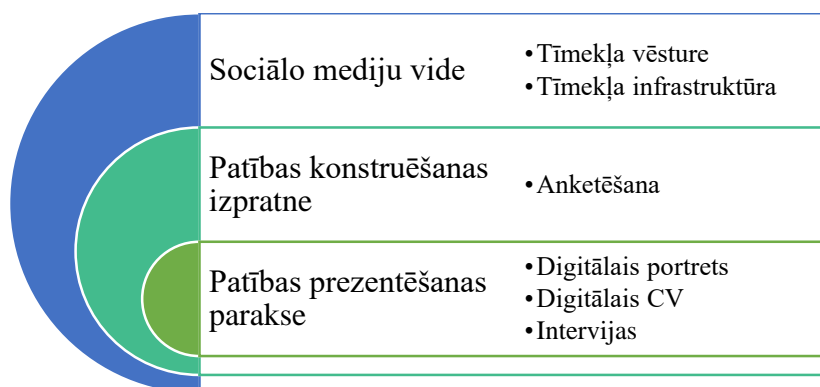 Sociālo mediju vide
•Tīmekļa vēsture
•Tīmekļa infrastruktūra
Patības konstruēšanas
izpratne
•Anketēšana
Patības prezentēšanas
parakse
•Digitālais portrets
•Digitālais CV
•Intervijas